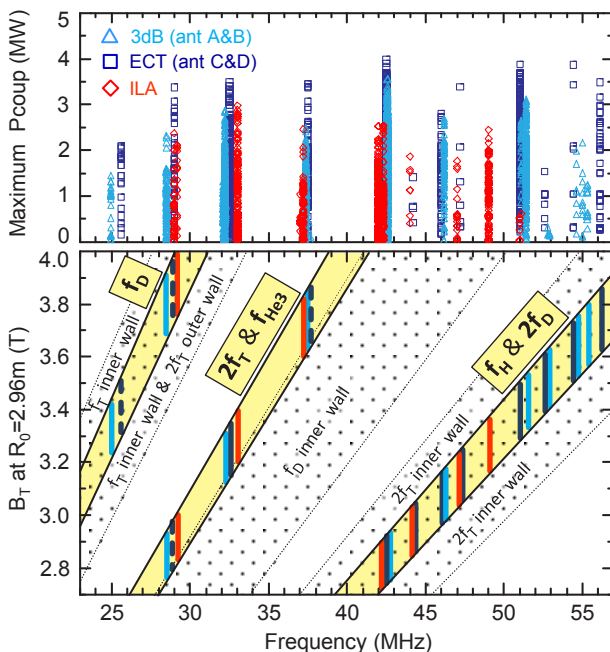 Maximum Pcoup (MW)
5
4
3
2
1
0
3dB (ant A&B)
ECT (ant C&D)
ILA
B_T at R_0=2.96m (T)
4.0
3.8
3.6
3.4
3.2
3.0
2.8
f_D
2f_T & f_He3
f_H & 2f_D
f_T inner wall
f_T inner wall & 2f_T outer wall
f_D inner wall
2f_T inner wall
2f_T inner wall
25 30 35 40 45 50 55
Frequency (MHz)